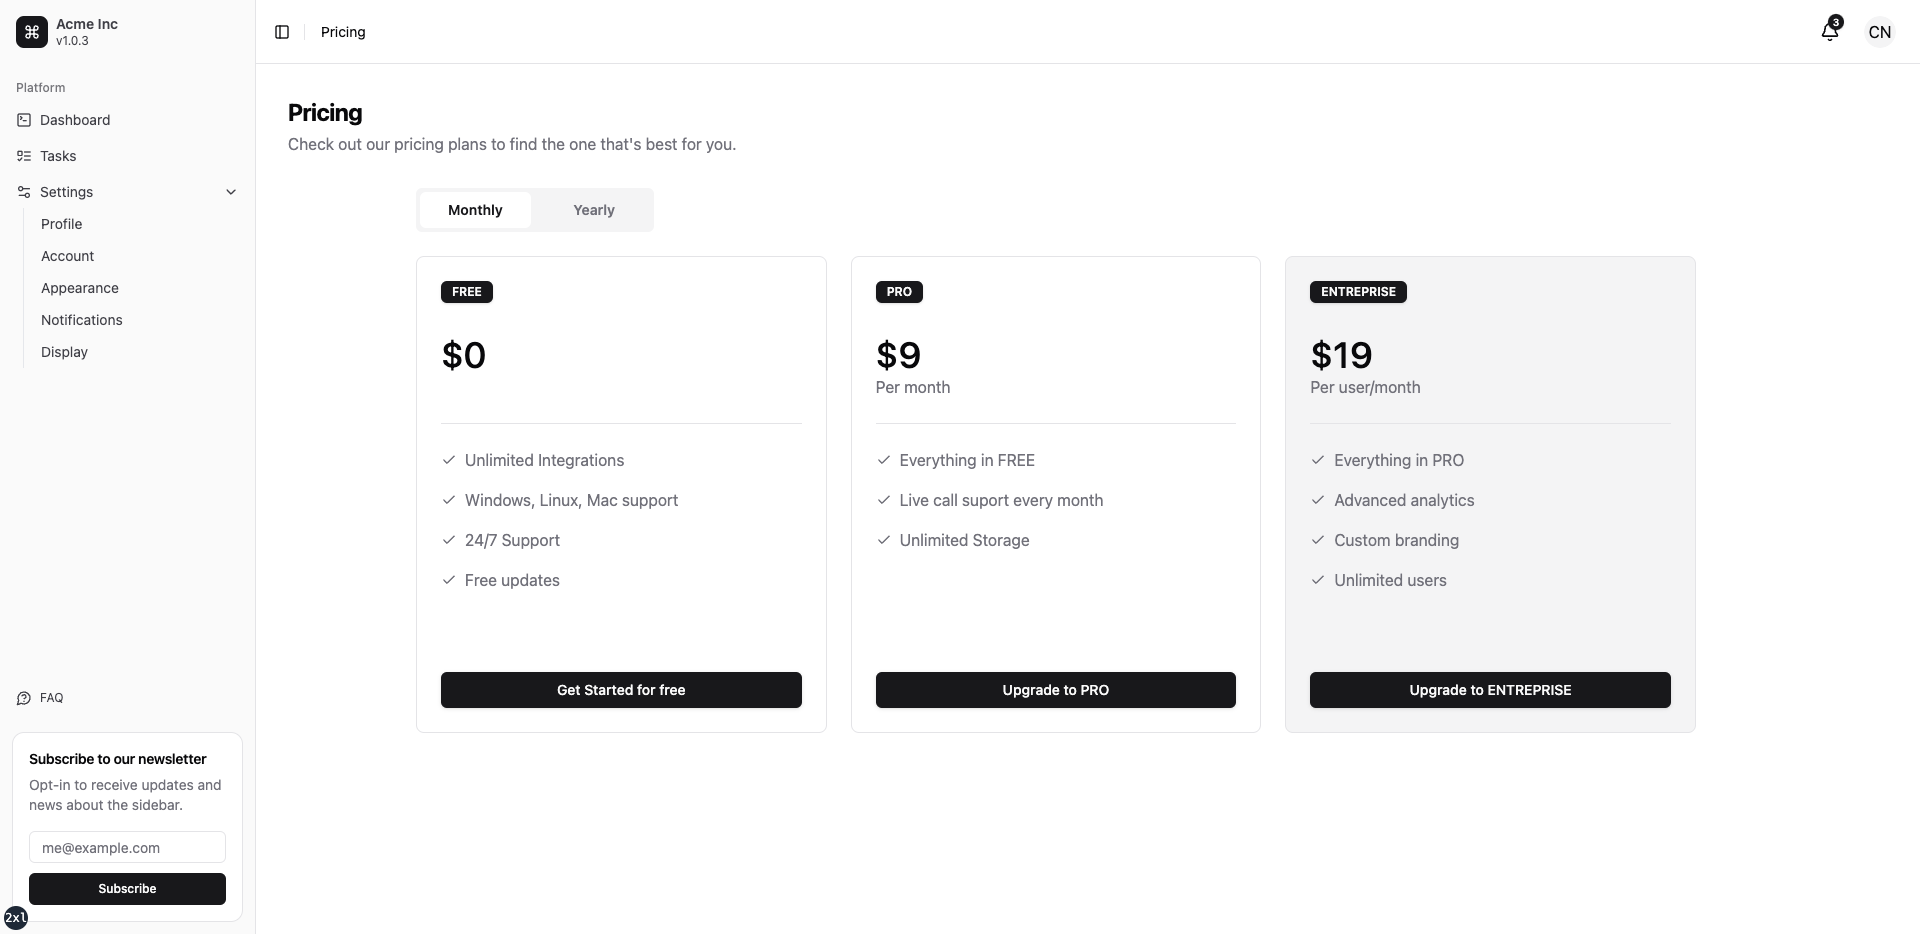 Acme Inc
v1.0.3
Platform
Dashboard
Tasks
Settings
Profile
Account
Appearance
Notifications
Display
FAQ
Subscribe to our newsletter
Opt-in to receive updates and
news about the sidebar.
me@example.com
Subscribe
2xl
Pricing
3
CN
Pricing
Check out our pricing plans to find the one that's best for you.
Monthly
Yearly
FREE
$0
Unlimited Integrations
Windows, Linux, Mac support
24/7 Support
Free updates
Get Started for free
PRO
$9
Per month
Everything in FREE
Live call suport every month
Unlimited Storage
Upgrade to PRO
ENTREPRISE
$19
Per user/month
Everything in PRO
Advanced analytics
Custom branding
Unlimited users
Upgrade to ENTREPRISE